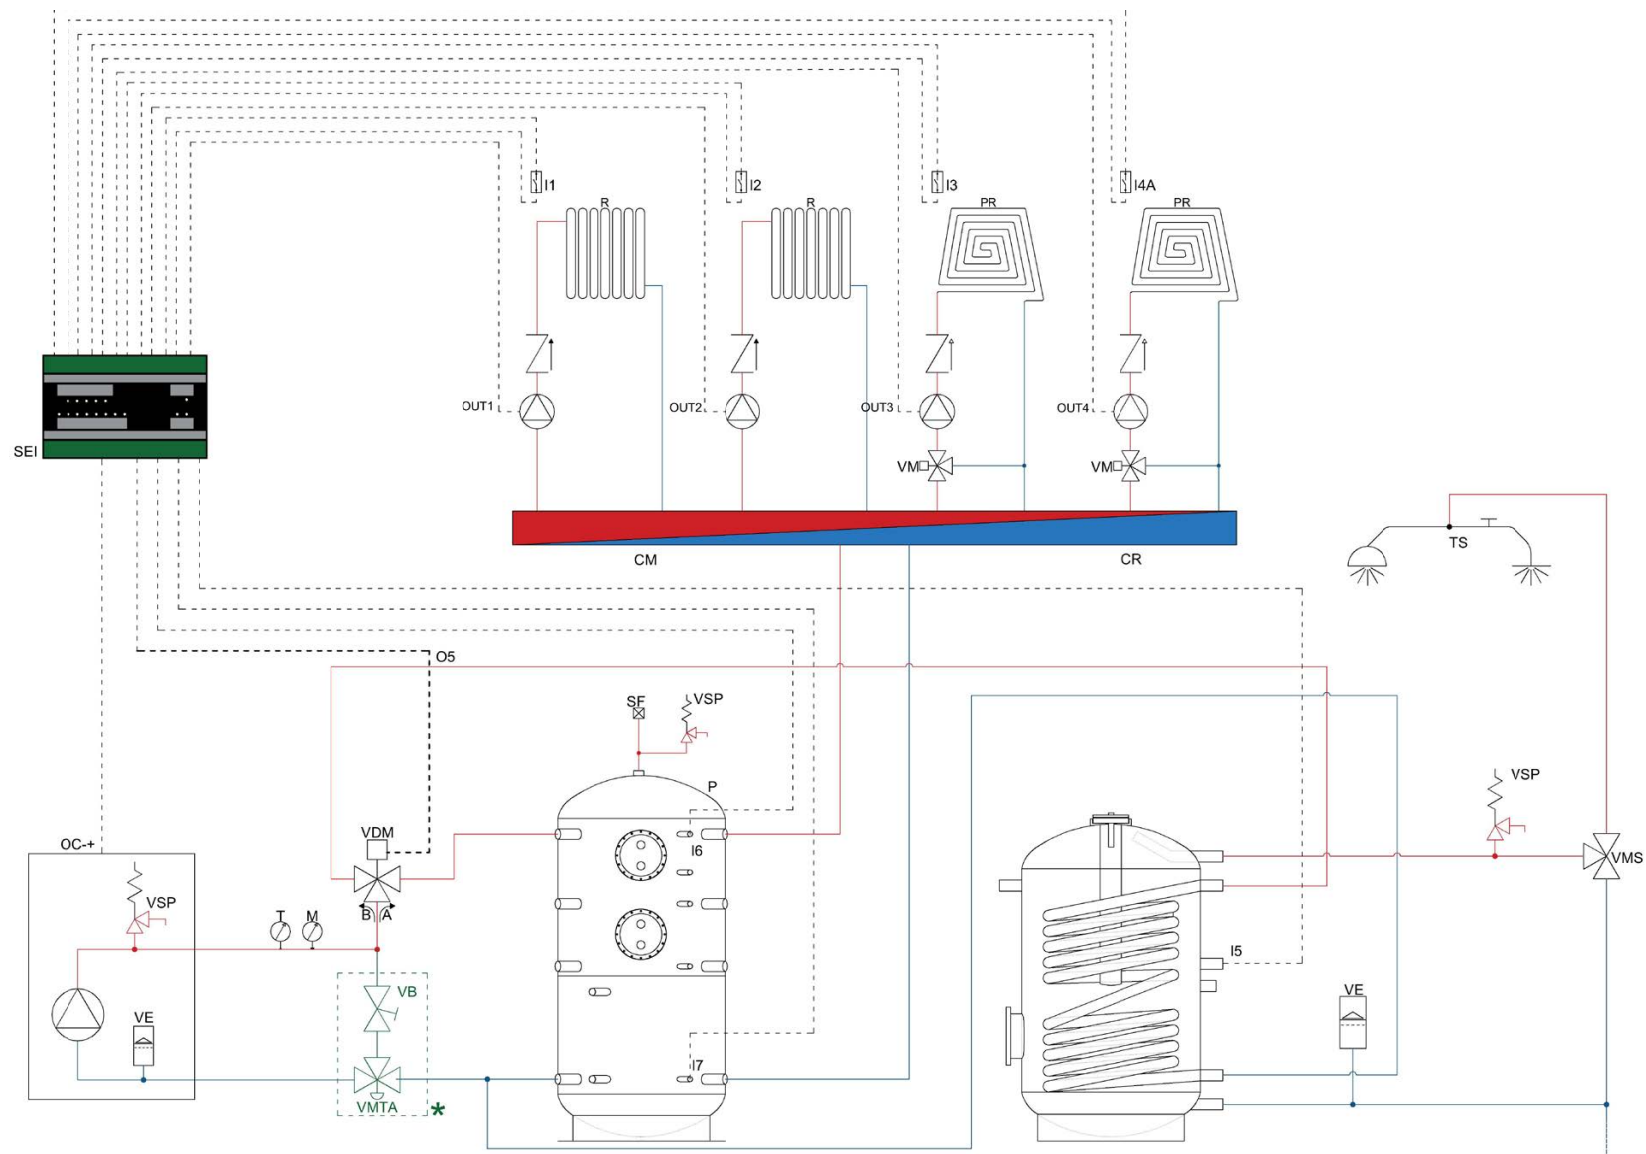 I1
I2
I3
I4A
R
R
PR
PR
OUT1
OUT2
OUT3
OUT4
SEI
VM
VM
CM
CR
TS
O5
SF
VSP
P
VSP
VDM
OC-+
I6
VMS
VSP
B
A
T
M
I5
VB
VE
VE
I7
VMTA
*